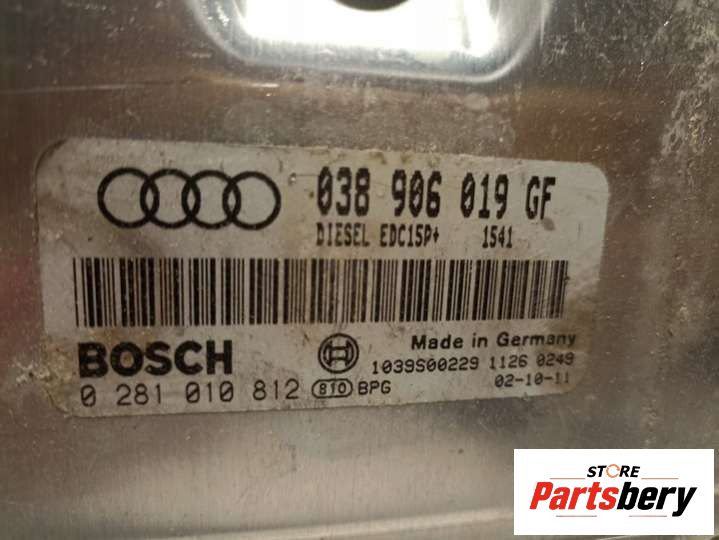 038 906 019 GF
DIESEL EDC15P+ 1541
BOSCH
Made in Germany
1039S00229 1126 0249
0 281 010 812 810 BPG
02-10-11
STORE
Partsbery